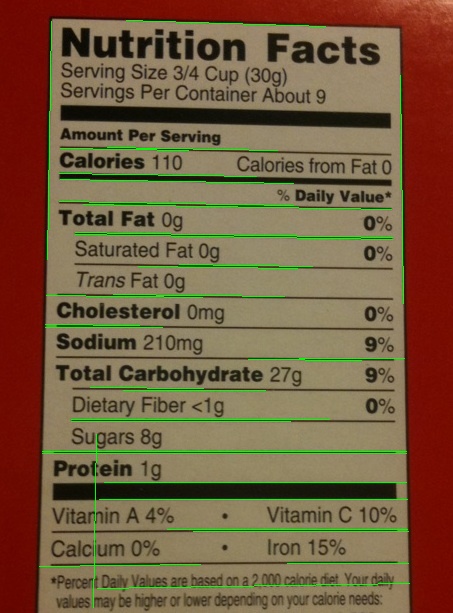 Nutrition Facts
Serving Size 3/4 Cup (30g)
Servings Per Container About 9
Amount Per Serving
Calories 110 Calories from Fat 0
% Daily Value*
Total Fat 0g 0%
Saturated Fat 0g 0%
Trans Fat 0g
Cholesterol 0mg 0%
Sodium 210mg 9%
Total Carbohydrate 27g 9%
Dietary Fiber <1g 0%
Sugars 8g
Protein 1g
Vitamin A 4% • Vitamin C 10%
Calcium 0% • Iron 15%
*Percent Daily Values are based on a 2,000 calorie diet. Your daily
values may be higher or lower depending on your calorie needs: